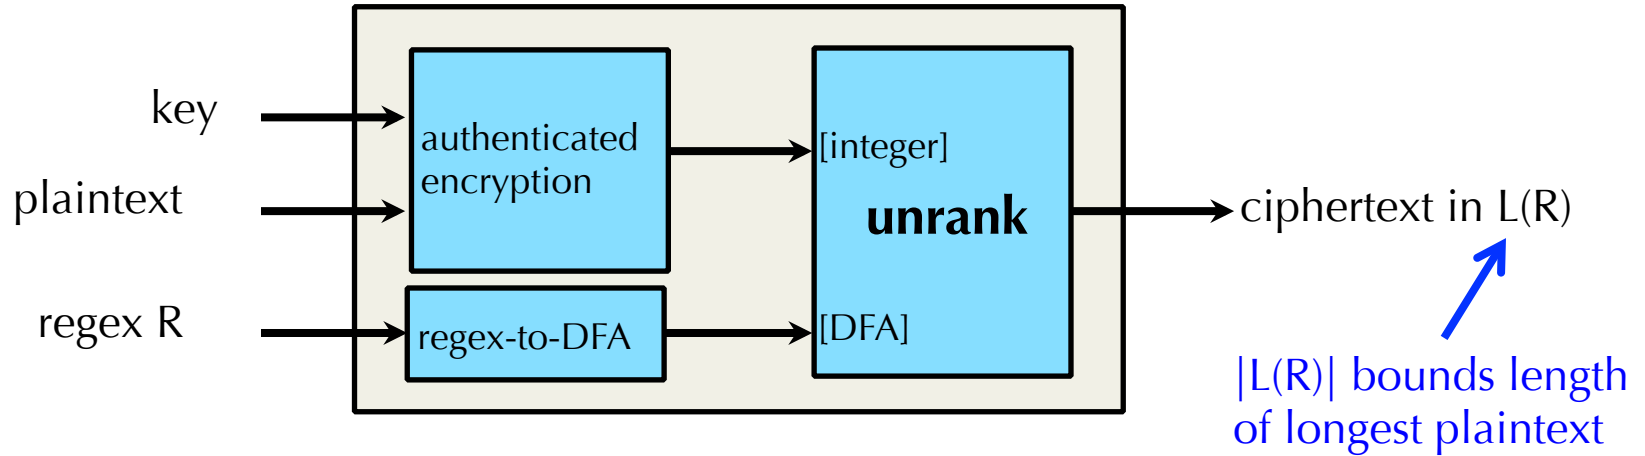 key
plaintext
regex R
authenticated
encryption
regex-to-DFA
[integer]
unrank
[DFA]
ciphertext in L(R)
|L(R)| bounds length
of longest plaintext